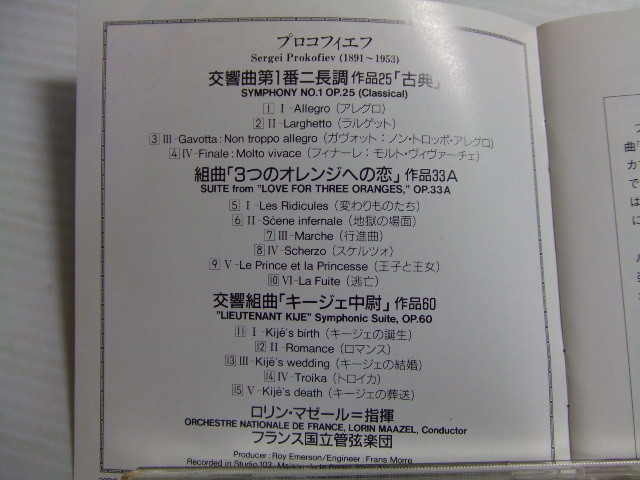 プロコフィエフ
Sergei Prokofiev (1891～1953)
交響曲第1番ニ長調 作品25「古典」
SYMPHONY NO.1 OP.25 (Classical)
1 I-Allegro (アレグロ)
2 II-Larghetto (ラルゲット)
3 III-Gavotta: Non troppo allegro (ガヴォット：ノン・トロッポ・アレグロ)
4 IV-Finale: Molto vivace (フィナーレ：モルト・ヴィヴァーチェ)
組曲「3つのオレンジへの恋」作品33A
SUITE from "LOVE FOR THREE ORANGES," OP.33A
5 I-Les Ridicules (変わりものたち)
6 II-Scène infernale (地獄の場面)
7 III-Marche (行進曲)
8 IV-Scherzo (スケルツォ)
9 V-Le Prince et la Princesse (王子と王女)
10 VI-La Fuite (逃亡)
交響組曲「キージェ中尉」作品60
"LIEUTENANT KIJE" Symphonic Suite, OP.60
11 I-Kijé's birth (キージェの誕生)
12 II-Romance (ロマンス)
13 III-Kijé's wedding (キージェの結婚)
14 IV-Troika (トロイカ)
15 V-Kijé's death (キージェの葬送)
ロリン・マゼール＝指揮
ORCHESTRE NATIONALE DE FRANCE, LORIN MAAZEL, Conductor
フランス国立管弦楽団
Producer: Roy Emerson/Engineer: Frans Morre
Recorded in Studio 103,